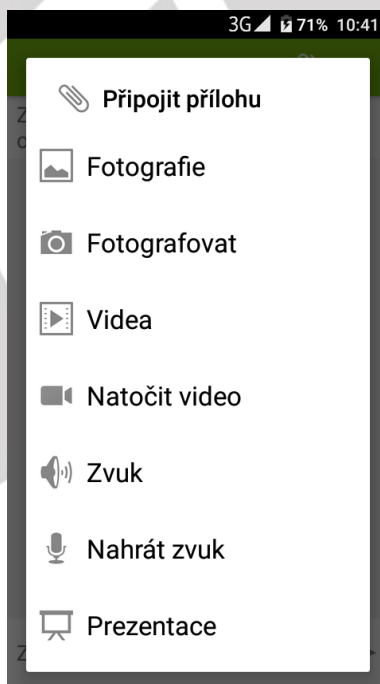 3G 71% 10:41
Připojit přílohu
Fotografie
Fotografovat
Videa
Natočit video
Zvuk
Nahrát zvuk
Prezentace